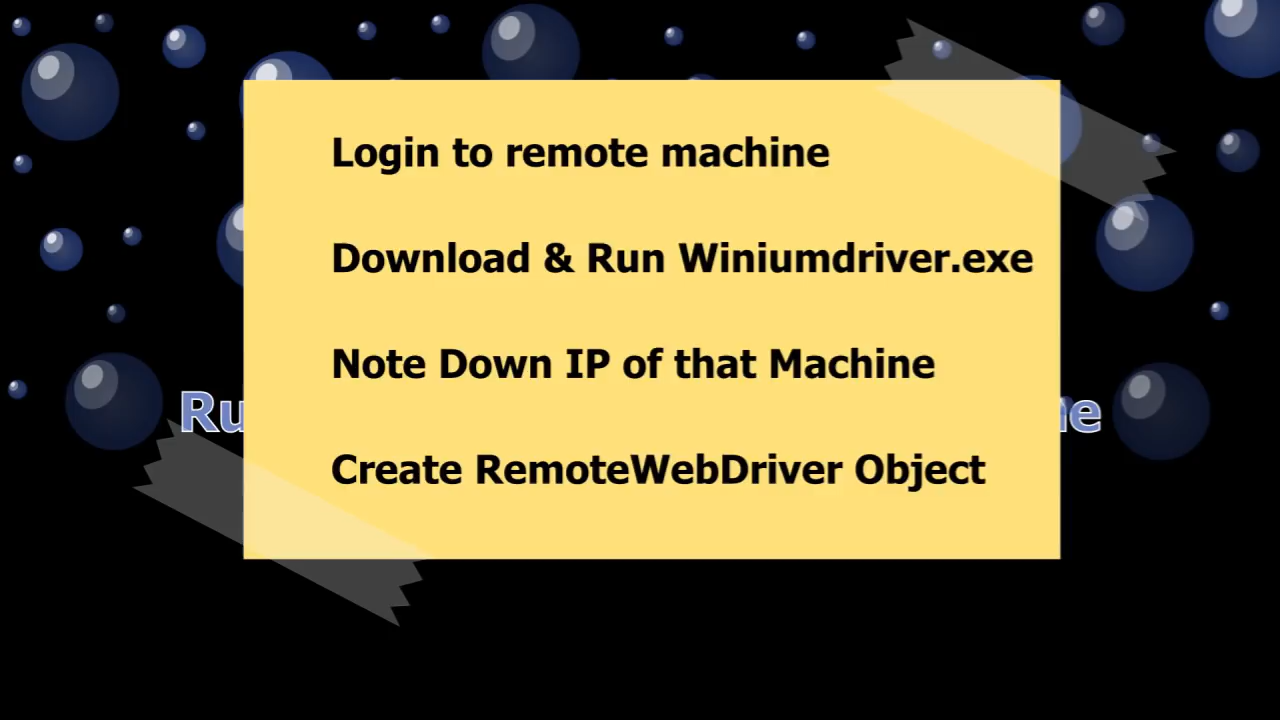 Login to remote machine
Download & Run Winiumdriver.exe
Note Down IP of that Machine
Create RemoteWebDriver Object